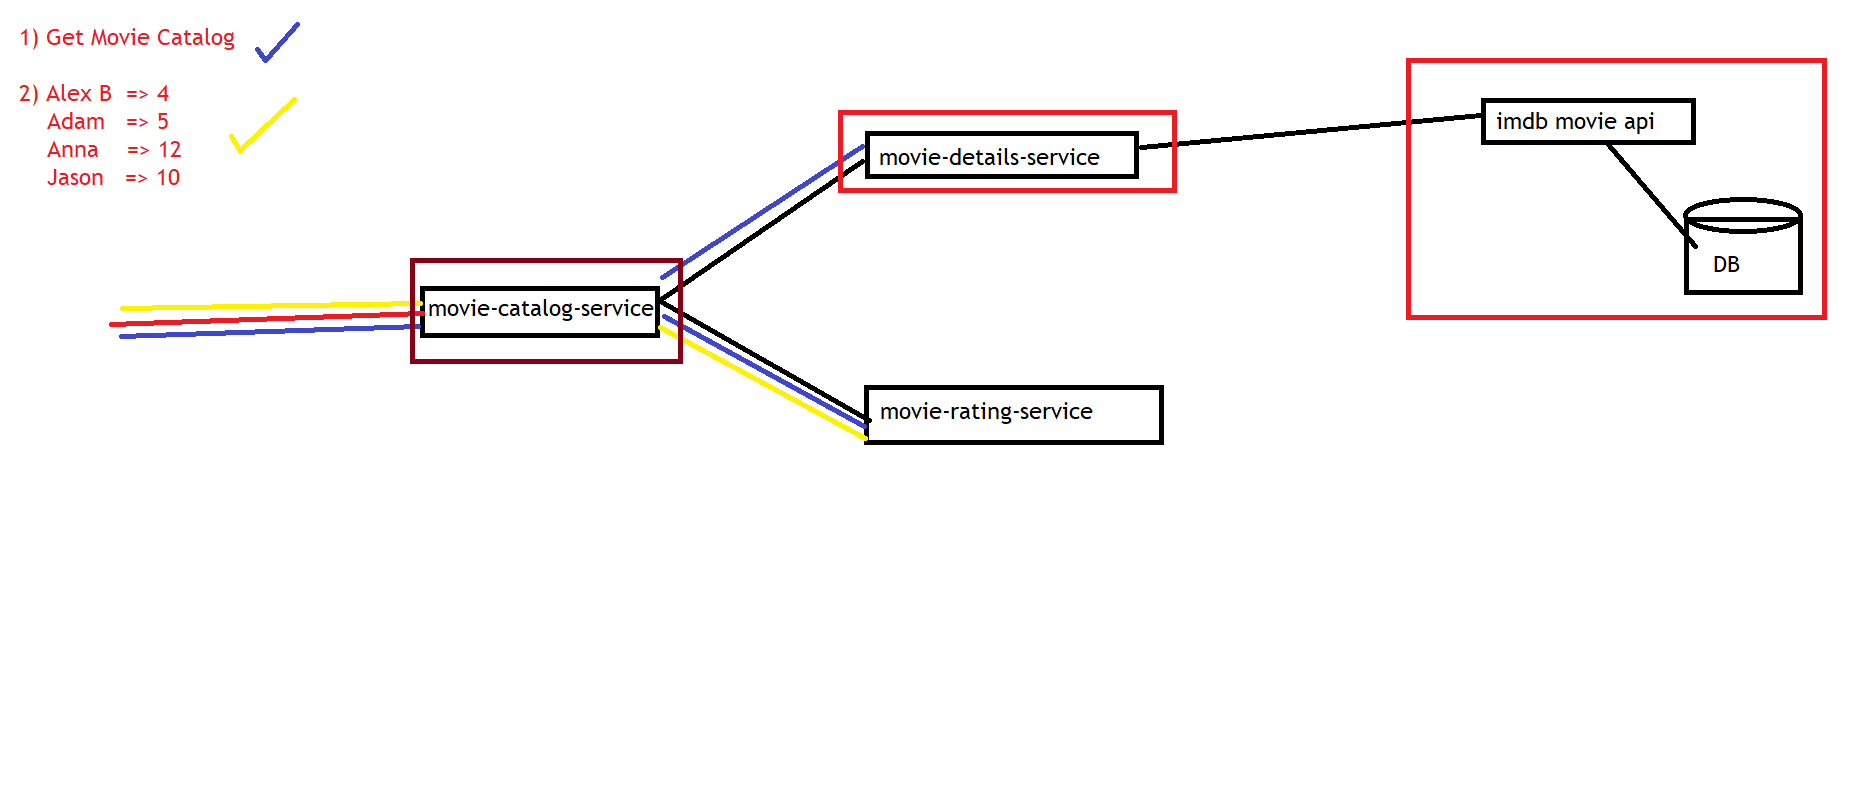 1) Get Movie Catalog
2) Alex B => 4
Adam => 5
Anna => 12
Jason => 10
movie-details-service
imdb movie api
DB
movie-catalog-service
movie-rating-service